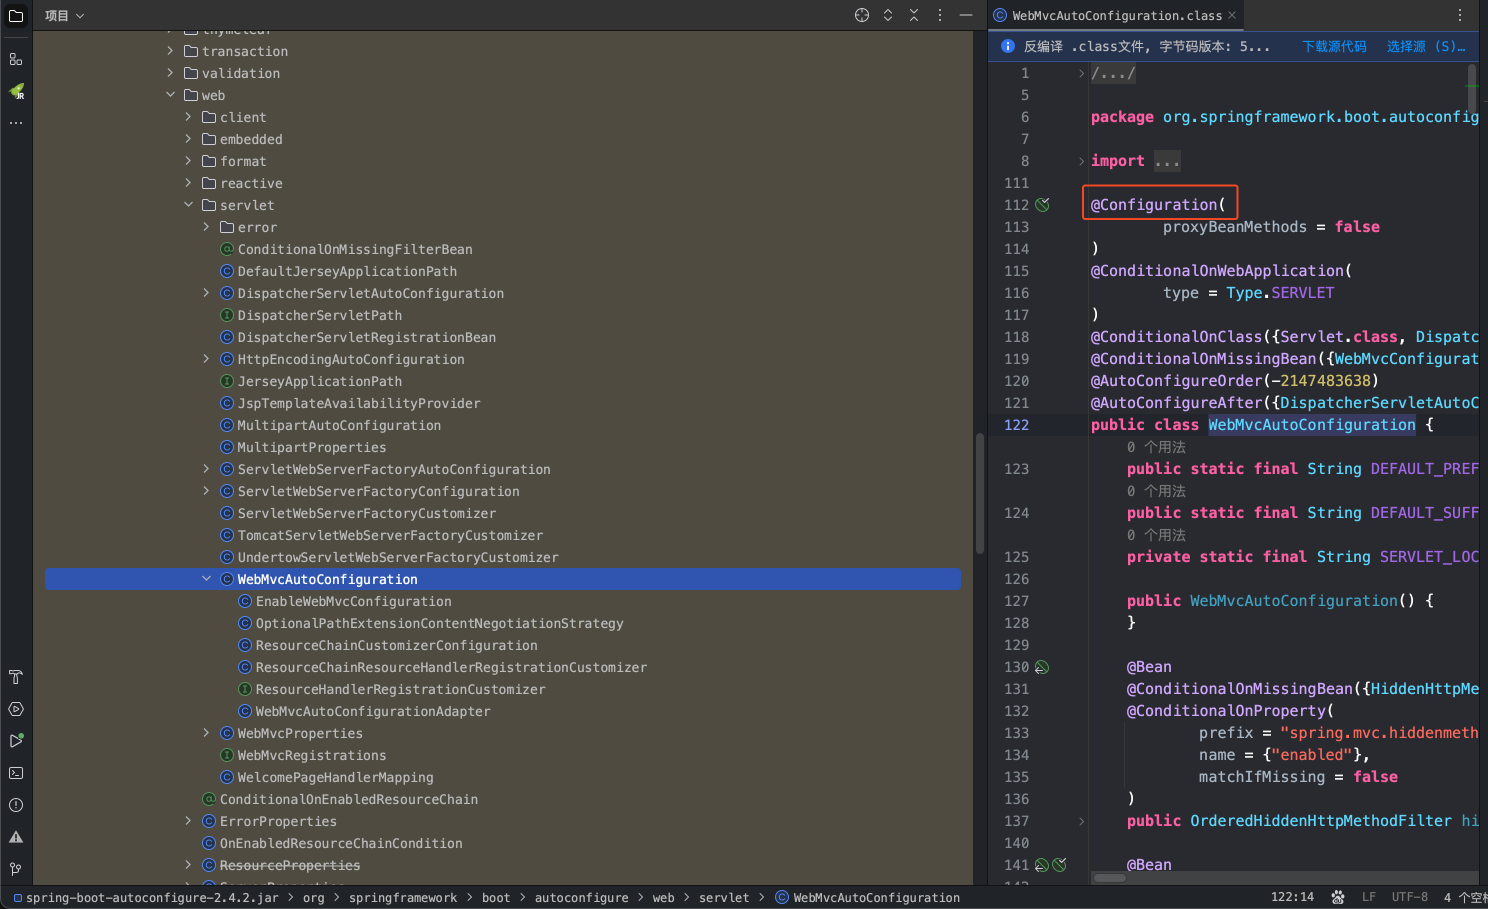 项目
WebMvcAutoConfiguration.class
transaction
validation
web
client
embedded
format
reactive
servlet
error
ConditionalOnMissingFilterBean
DefaultJerseyApplicationPath
DispatcherServletAutoConfiguration
DispatcherServletPath
DispatcherServletRegistrationBean
HttpEncodingAutoConfiguration
JerseyApplicationPath
JspTemplateAvailabilityProvider
MultipartAutoConfiguration
MultipartProperties
ServletWebServerFactoryAutoConfiguration
ServletWebServerFactoryConfiguration
ServletWebServerFactoryCustomizer
TomcatServletWebServerFactoryCustomizer
UndertowServletWebServerFactoryCustomizer
WebMvcAutoConfiguration
EnableWebMvcConfiguration
OptionalPathExtensionContentNegotiationStrategy
ResourceChainCustomizerConfiguration
ResourceChainResourceHandlerRegistrationCustomizer
ResourceHandlerRegistrationCustomizer
WebMvcAutoConfigurationAdapter
WebMvcProperties
WebMvcRegistrations
WelcomePageHandlerMapping
ConditionalOnEnabledResourceChain
ErrorProperties
OnEnabledResourceChainCondition
ResourceProperties
反编译 .class文件, 字节码版本: 5... 下载源代码 选择源 (S)...
1 /.../
5
6 package org.springframework.boot.autoconfig
7
8 import ...
111
112 @Configuration(
113 proxyBeanMethods = false
114 )
115 @ConditionalOnWebApplication(
116 type = Type.SERVLET
117 )
118 @ConditionalOnClass({Servlet.class, Dispatc
119 @ConditionalOnMissingBean({WebMvcConfigurat
120 @AutoConfigureOrder(-2147483638)
121 @AutoConfigureAfter({DispatcherServletAutoC
122 public class WebMvcAutoConfiguration {
0 个用法
123 public static final String DEFAULT_PREF
0 个用法
124 public static final String DEFAULT_SUFF
0 个用法
125 private static final String SERVLET_LOC
126
127 public WebMvcAutoConfiguration() {
128 }
129
130 @Bean
131 @ConditionalOnMissingBean({HiddenHttpMe
132 @ConditionalOnProperty(
133 prefix = "spring.mvc.hiddenmeth
134 name = {"enabled"},
135 matchIfMissing = false
136 )
137 public OrderedHiddenHttpMethodFilter hi
140
141 @Bean
spring-boot-autoconfigure-2.4.2.jar > org > springframework > boot > autoconfigure > web > servlet > WebMvcAutoConfiguration 122:14 LF UTF-8 4 个空格